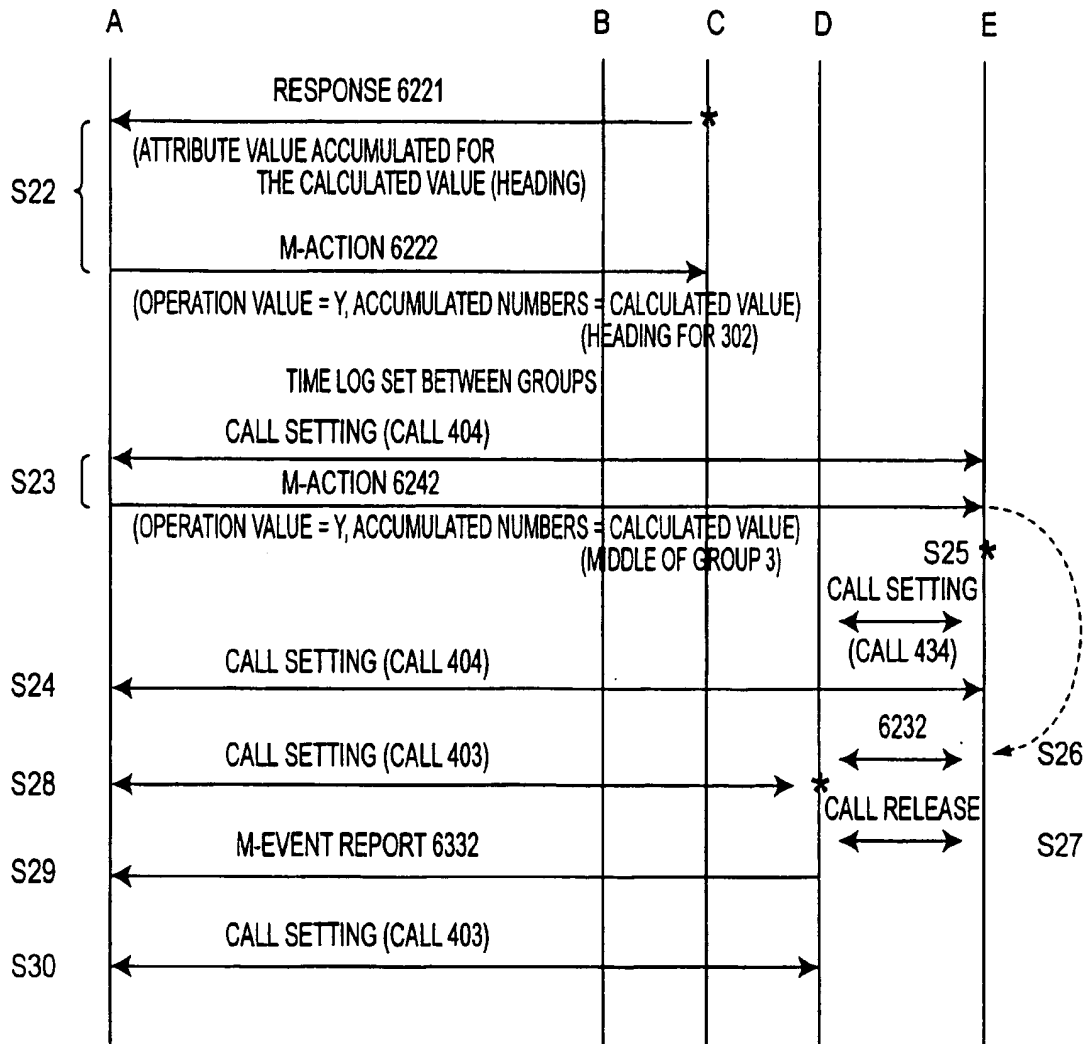 A B C D E
RESPONSE 6221
*
(ATTRIBUTE VALUE ACCUMULATED FOR
THE CALCULATED VALUE (HEADING)
S22
M-ACTION 6222
(OPERATION VALUE = Y, ACCUMULATED NUMBERS = CALCULATED VALUE)
(HEADING FOR 302)
TIME LOG SET BETWEEN GROUPS
CALL SETTING (CALL 404)
S23
M-ACTION 6242
(OPERATION VALUE = Y, ACCUMULATED NUMBERS = CALCULATED VALUE)
(MIDDLE OF GROUP 3)
S25 *
CALL SETTING
(CALL 434)
CALL SETTING (CALL 404)
S24
6232
S26
CALL SETTING (CALL 403)
S28
*
CALL RELEASE
S27
M-EVENT REPORT 6332
S29
CALL SETTING (CALL 403)
S30